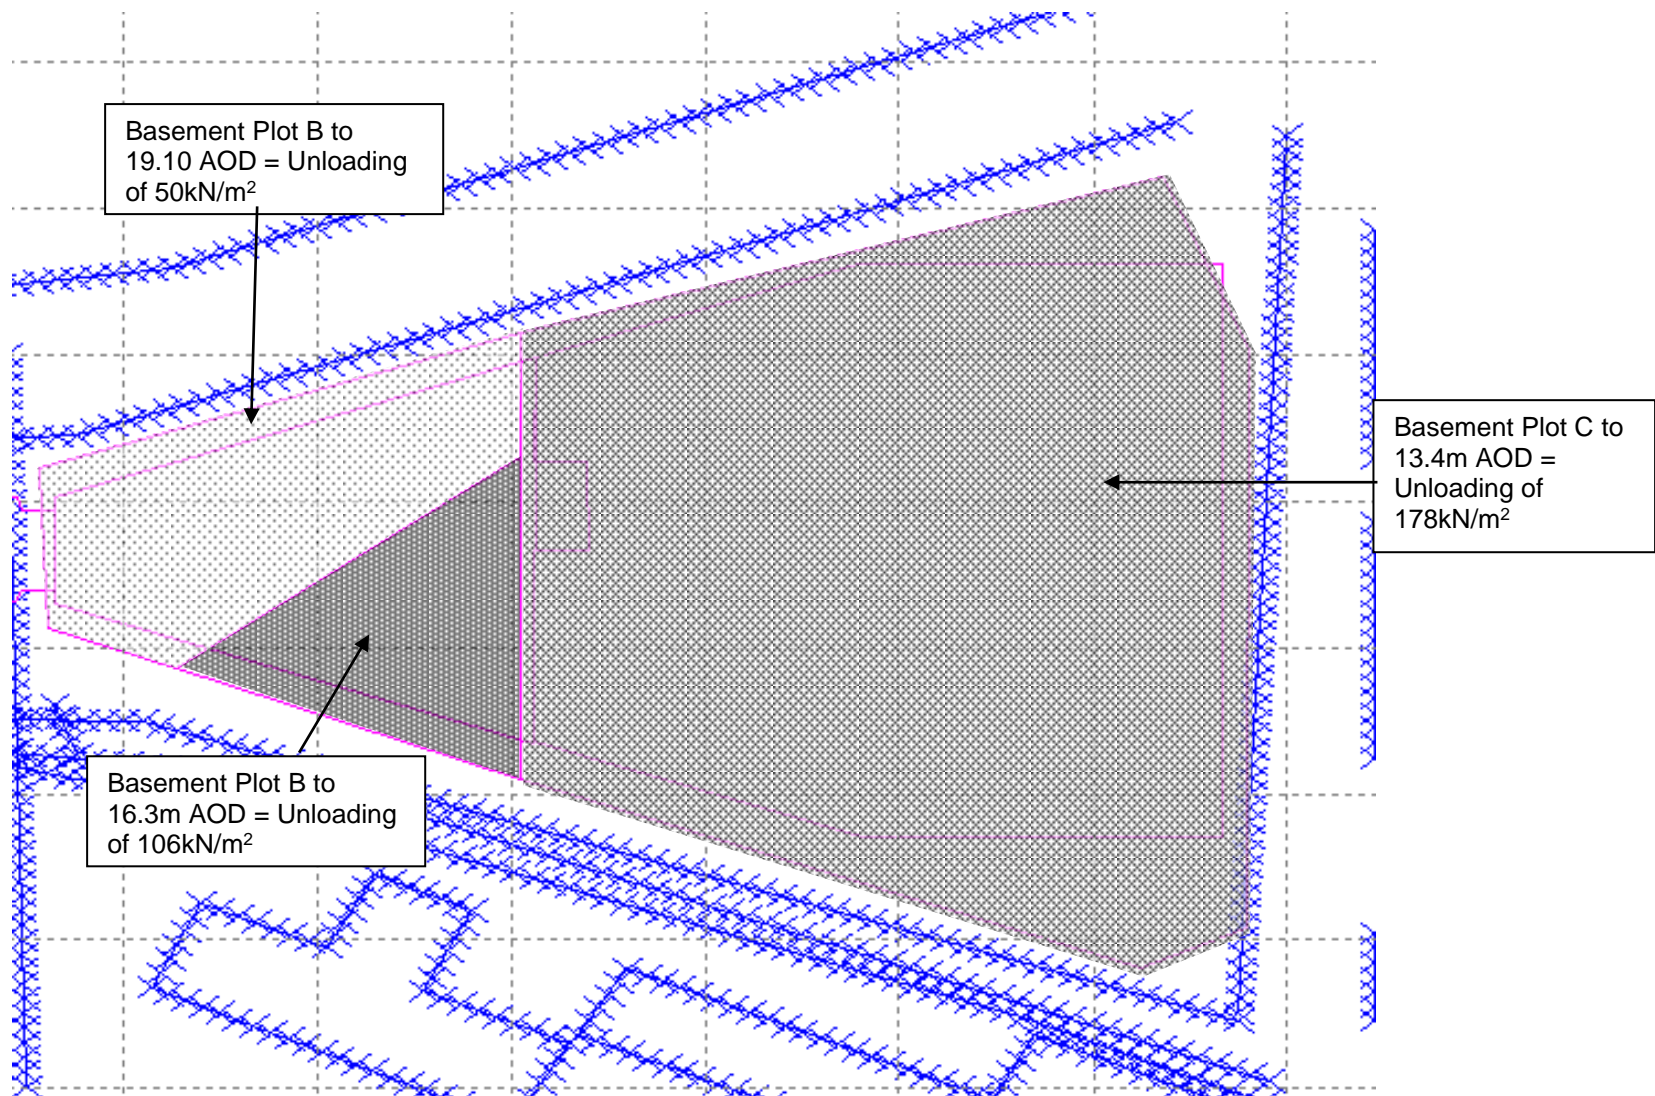 Basement Plot B to
19.10 AOD = Unloading
of 50kN/m²
Basement Plot C to
13.4m AOD =
Unloading of
178kN/m²
Basement Plot B to
16.3m AOD = Unloading
of 106kN/m²